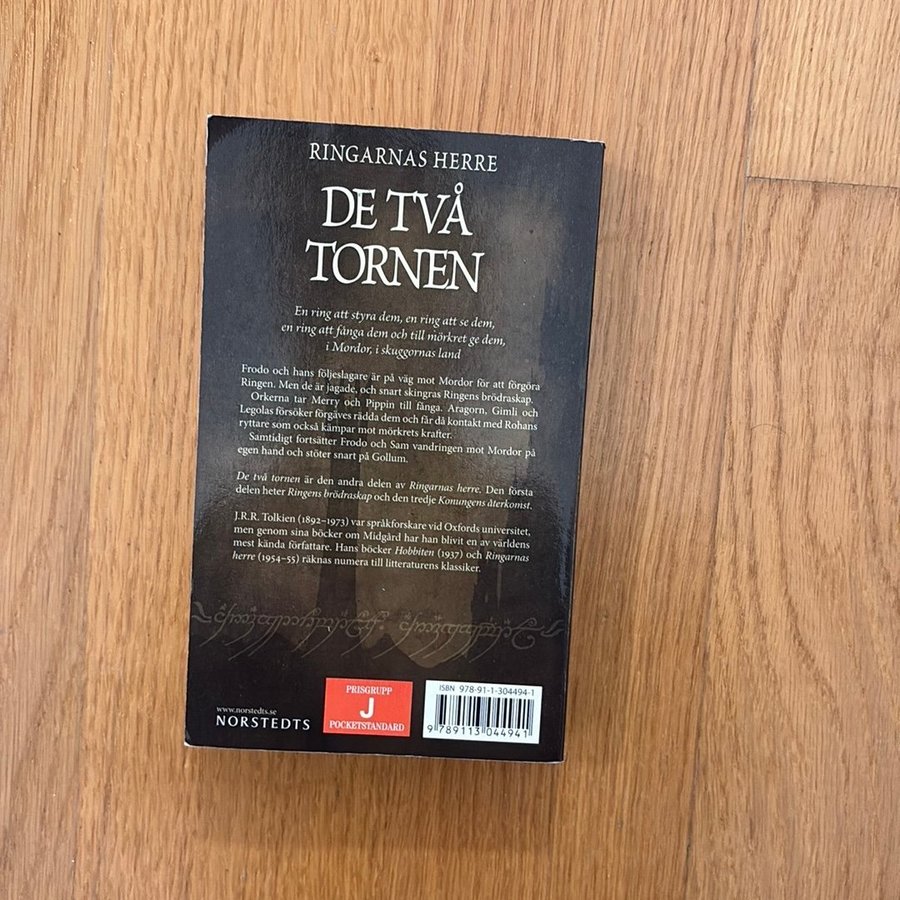 RINGARNAS HERRE
DE TVÅ
TORNEN
En ring att styra dem, en ring att se dem,
en ring att fånga dem och till mörkret ge dem,
i Mordor, i skuggornas land
Frodo och hans följeslagare är på väg mot Mordor för att förgöra
Ringen. Men de är jagade, och snart skingras Ringens brödraskap.
Orkerna tar Merry och Pippin till fånga. Aragorn, Gimli och
Legolas försöker förgäves rädda dem och får då kontakt med Rohans
ryttare som också kämpar mot mörkrets krafter.
Samtidigt fortsätter Frodo och Sam vandringen mot Mordor på
egen hand och stöter snart på Gollum.
De två tornen är den andra delen av Ringarnas herre. Den första
delen heter Ringens brödraskap och den tredje Konungens återkomst.
J.R.R. Tolkien (1892–1973) var språkforskare vid Oxfords universitet,
men genom sina böcker om Midgård har han blivit en av världens
mest kända författare. Hans böcker Hobbiten (1937) och Ringarnas
herre (1954–55) räknas numera till litteraturens klassiker.
www.norstedts.se
NORSTEDTS
PRISGRUPP
J
POCKETSTANDARD
ISBN 978-91-1-304494-1
9 789113 044941